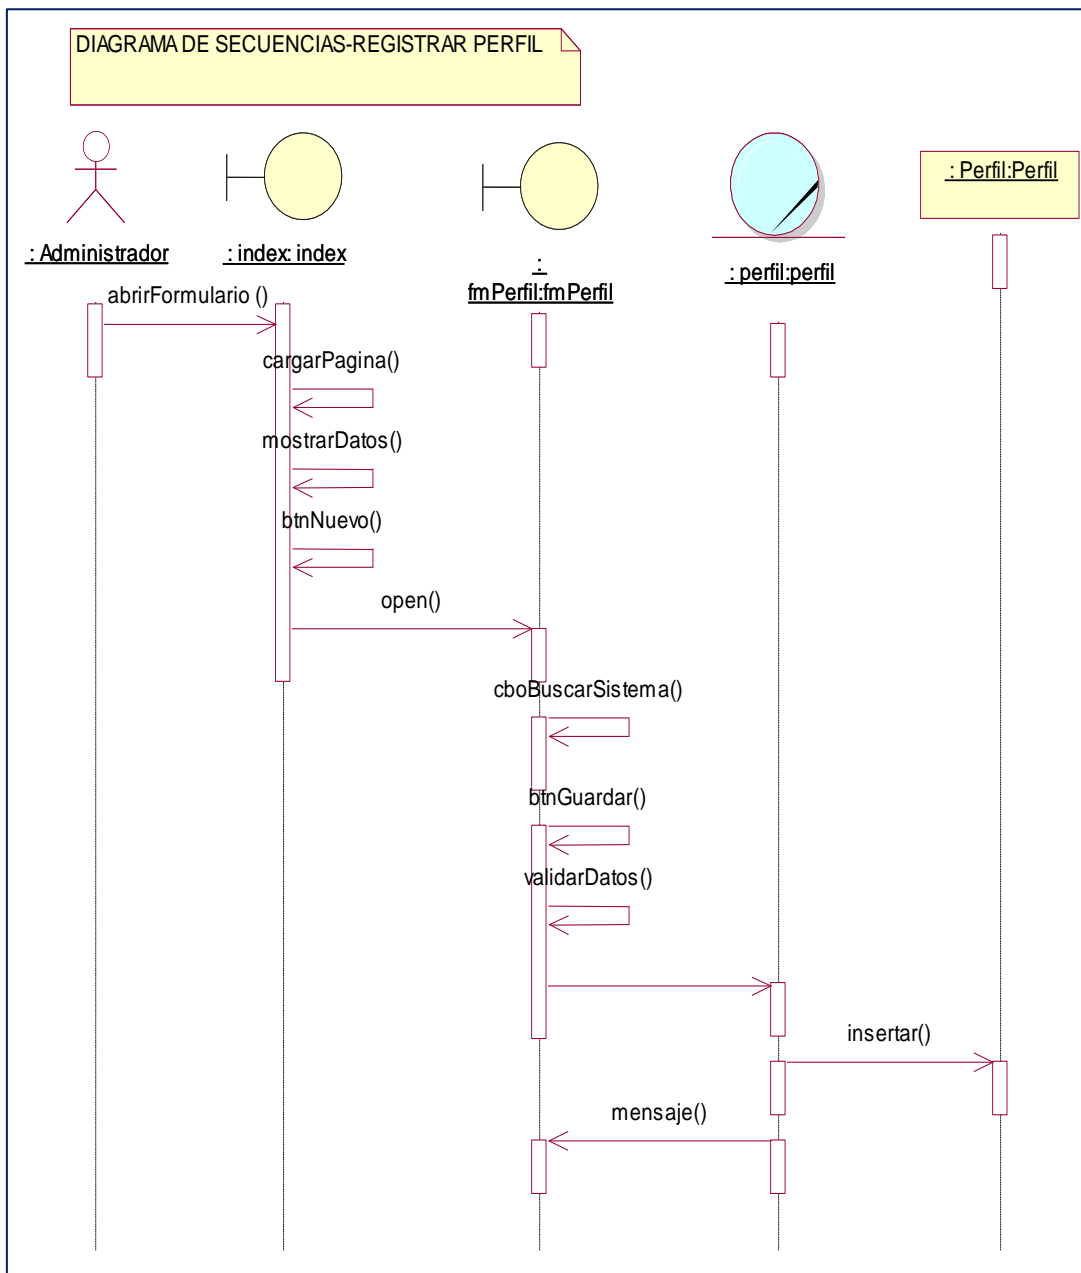 DIAGRAMA DE SECUENCIAS-REGISTRAR PERFIL
: Administrador
: index: index
:
fmPerfil:fmPerfil
: perfil:perfil
: Perfil:Perfil
abrirFormulario ()
cargarPagina()
mostrarDatos()
btnNuevo()
open()
cboBuscarSistema()
btnGuardar()
validarDatos()
insertar()
mensaje()